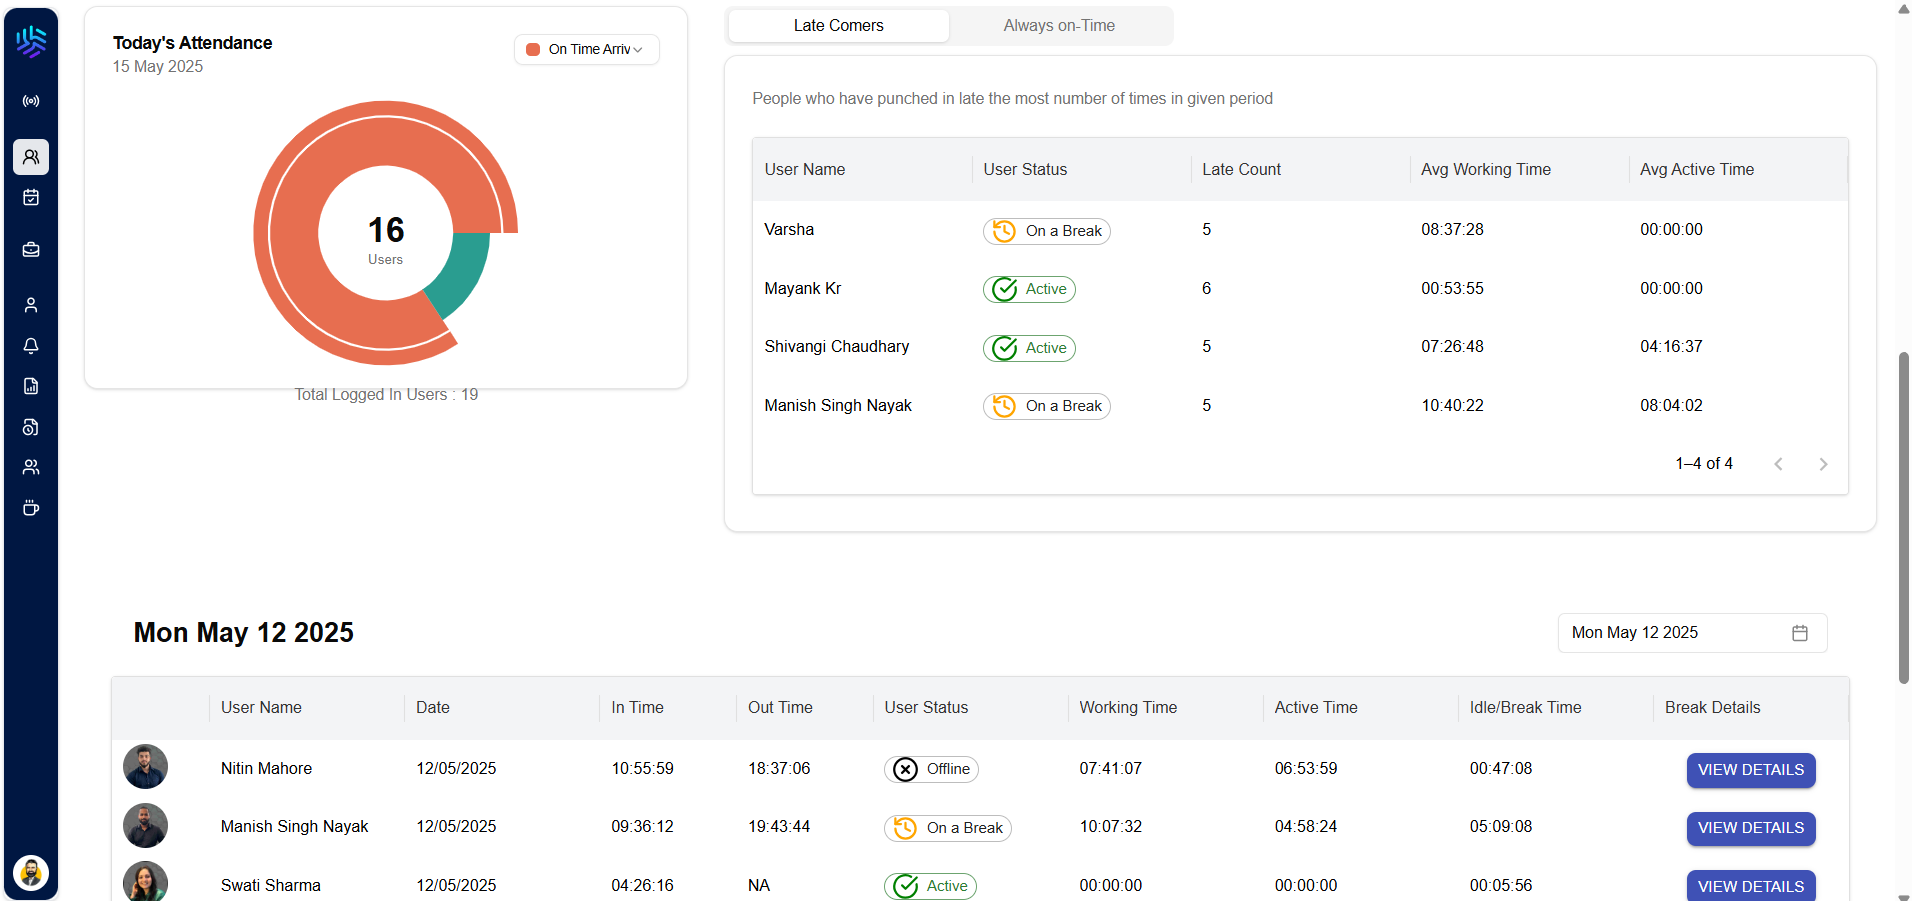 Today's Attendance
15 May 2025
On Time Arriv
16
Users
Total Logged In Users : 19
Late Comers
Always on-Time
People who have punched in late the most number of times in given period
User Name User Status Late Count Avg Working Time Avg Active Time
Varsha On a Break 5 08:37:28 00:00:00
Mayank Kr Active 6 00:53:55 00:00:00
Shivangi Chaudhary Active 5 07:26:48 04:16:37
Manish Singh Nayak On a Break 5 10:40:22 08:04:02
1–4 of 4
Mon May 12 2025
Mon May 12 2025
User Name Date In Time Out Time User Status Working Time Active Time Idle/Break Time Break Details
Nitin Mahore 12/05/2025 10:55:59 18:37:06 Offline 07:41:07 06:53:59 00:47:08 VIEW DETAILS
Manish Singh Nayak 12/05/2025 09:36:12 19:43:44 On a Break 10:07:32 04:58:24 05:09:08 VIEW DETAILS
Swati Sharma 12/05/2025 04:26:16 NA Active 00:00:00 00:00:00 00:05:56 VIEW DETAILS